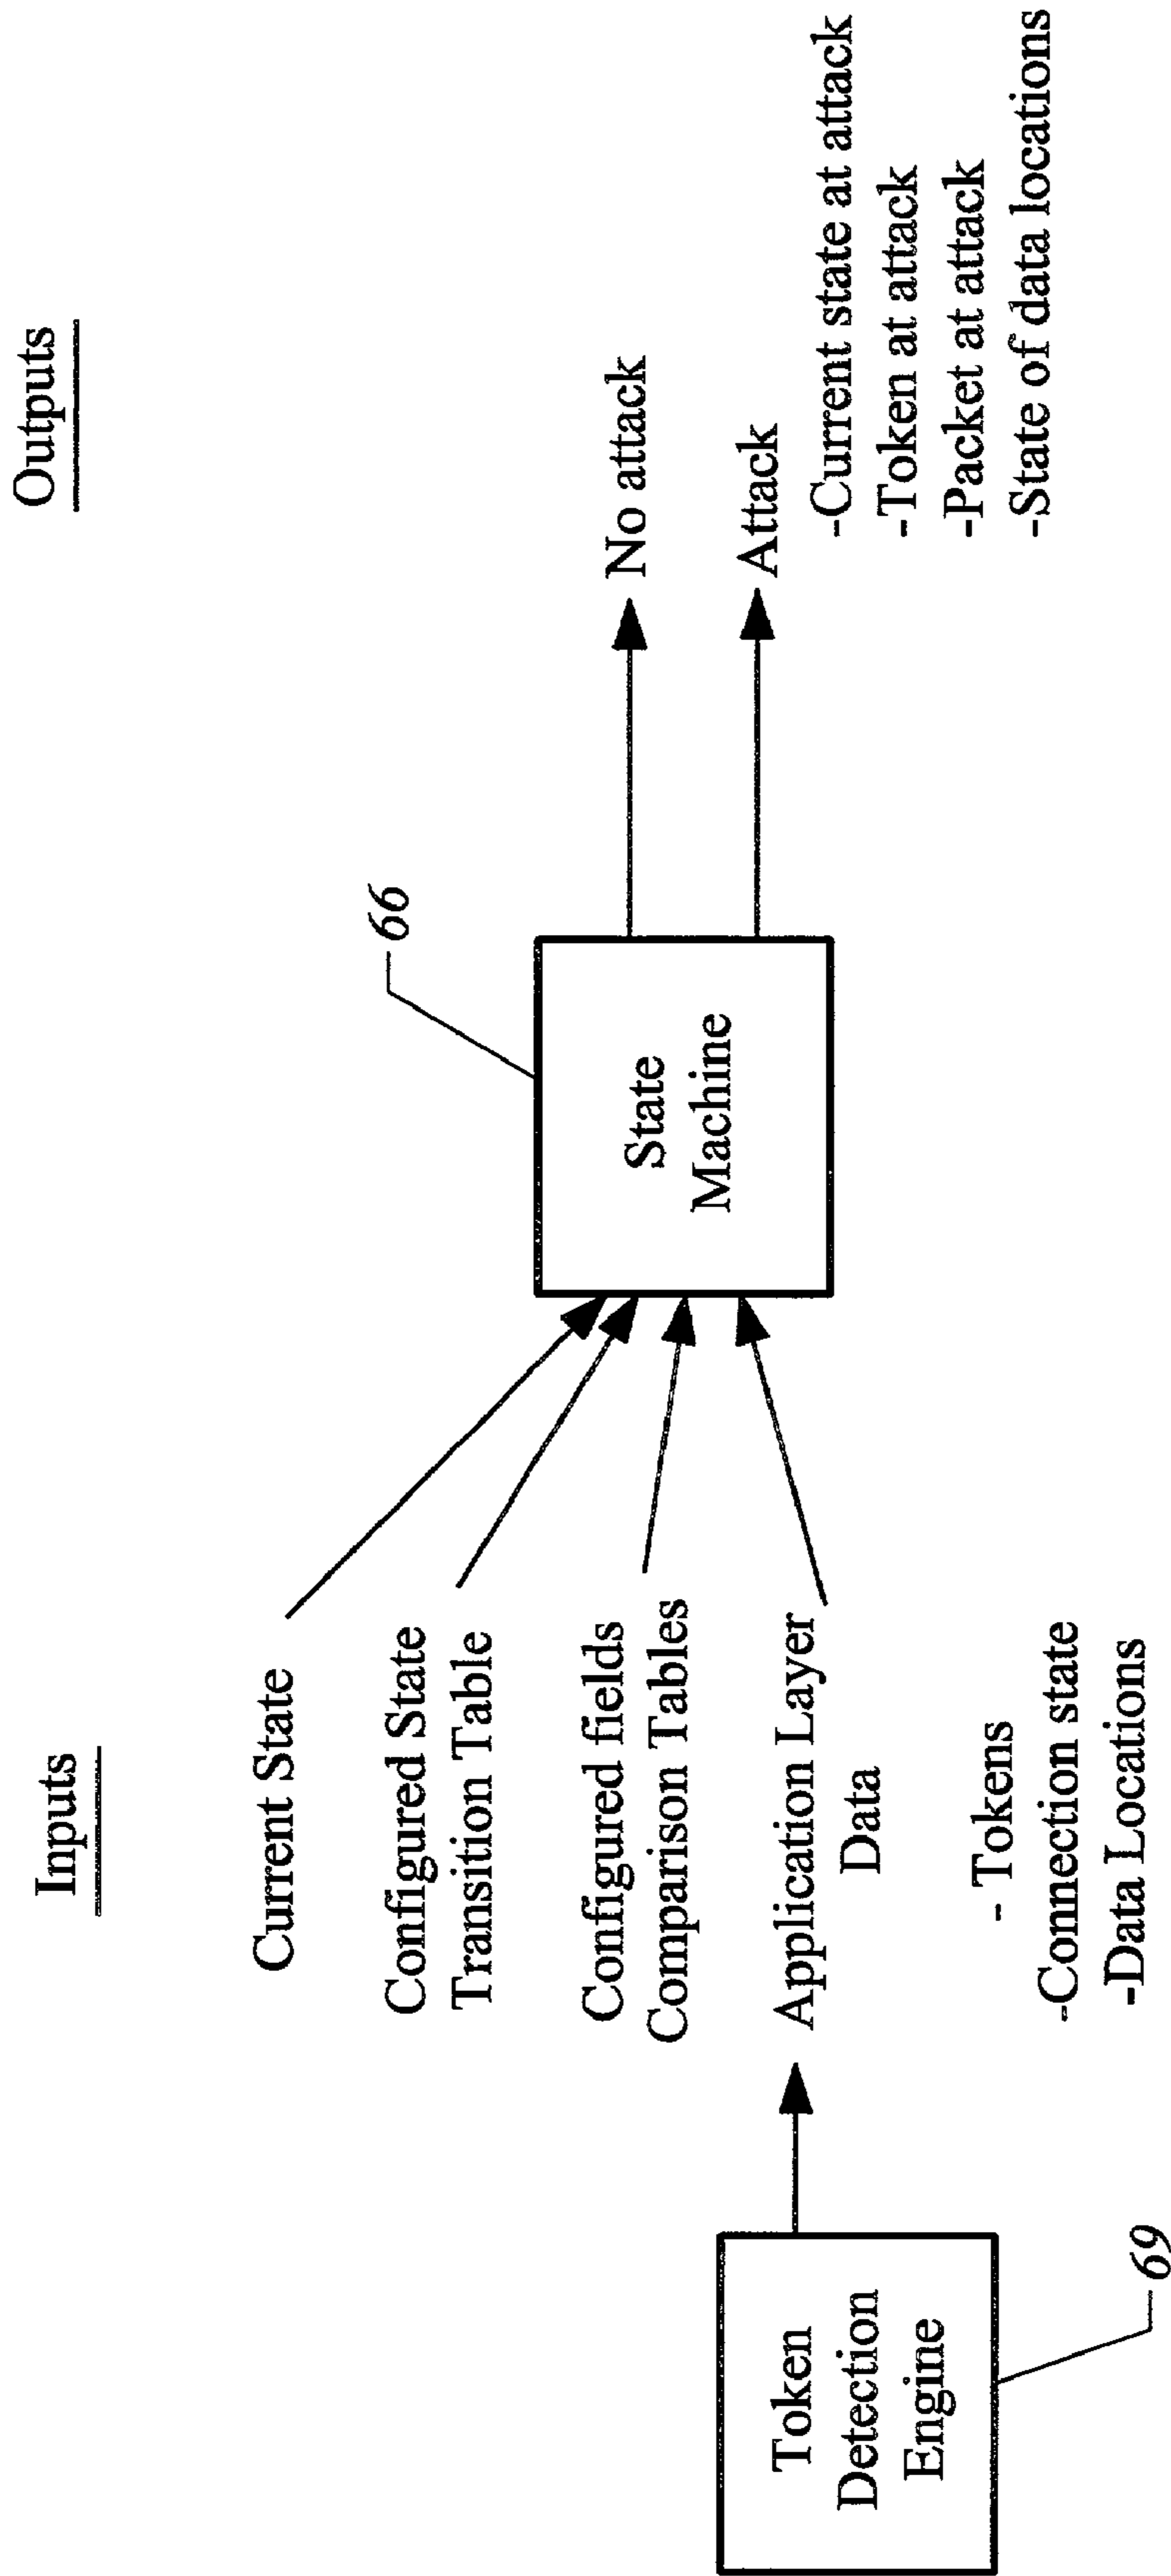 Inputs
Outputs
Current State
Configured State
Transition Table
Configured fields
Comparison Tables
Application Layer
Data
- Tokens
-Connection state
-Data Locations
Token
Detection
Engine
69
State
Machine
66
No attack
Attack
-Current state at attack
-Token at attack
-Packet at attack
-State of data locations